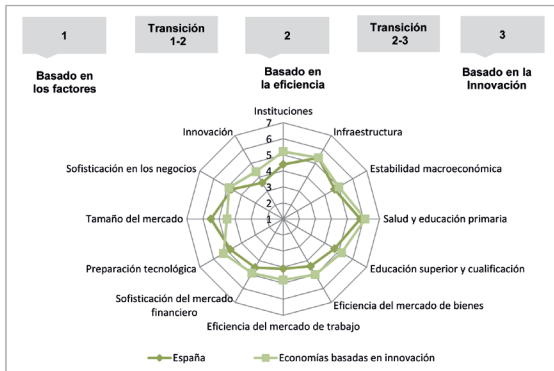 1
Transición
1-2
2
Transición
2-3
3
Basado en
los factores
Basado en
la eficiencia
Basado en la
Innovación
Instituciones
7
6
5
4
3
2
1
Innovación
Infraestructura
Sofisticación en los negocios
Estabilidad macroeconómica
Tamaño del mercado
Salud y educación primaria
Preparación tecnológica
Educación superior y cualificación
Sofisticación del mercado
financiero
Eficiencia del mercado de bienes
Eficiencia del mercado de trabajo
España
Economías basadas en innovación